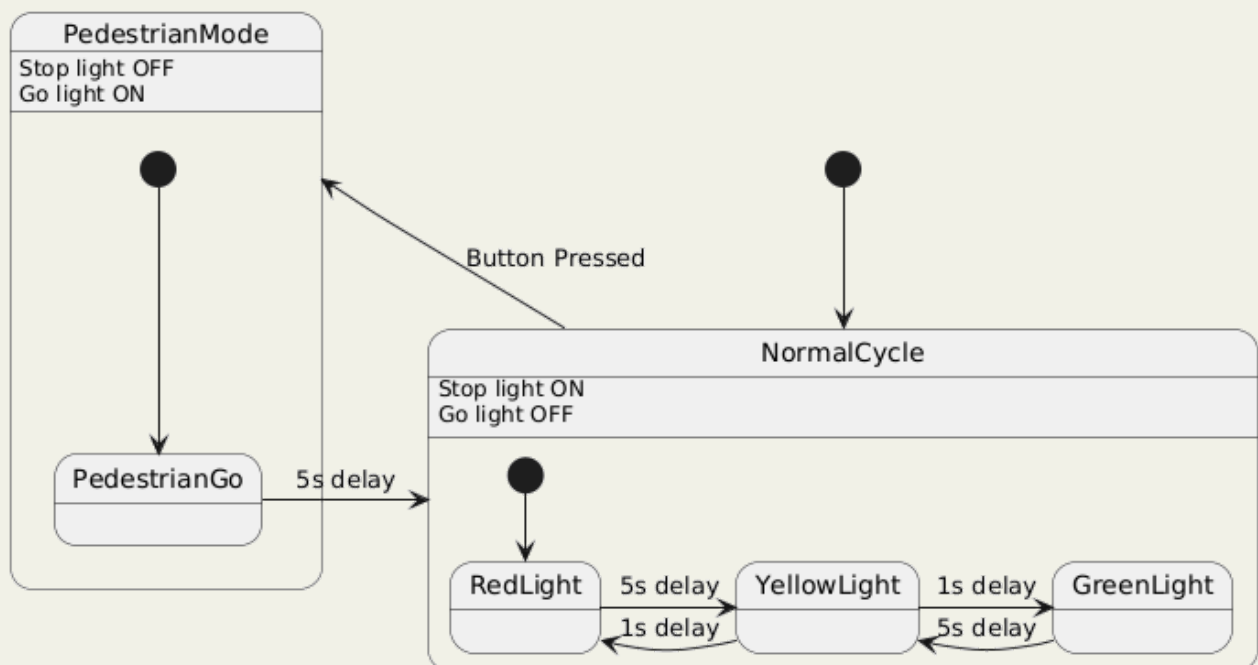 PedestrianMode
Stop light OFF
Go light ON
Button Pressed
NormalCycle
Stop light ON
Go light OFF
PedestrianGo
5s delay
RedLight
5s delay
YellowLight
1s delay
GreenLight
1s delay
5s delay